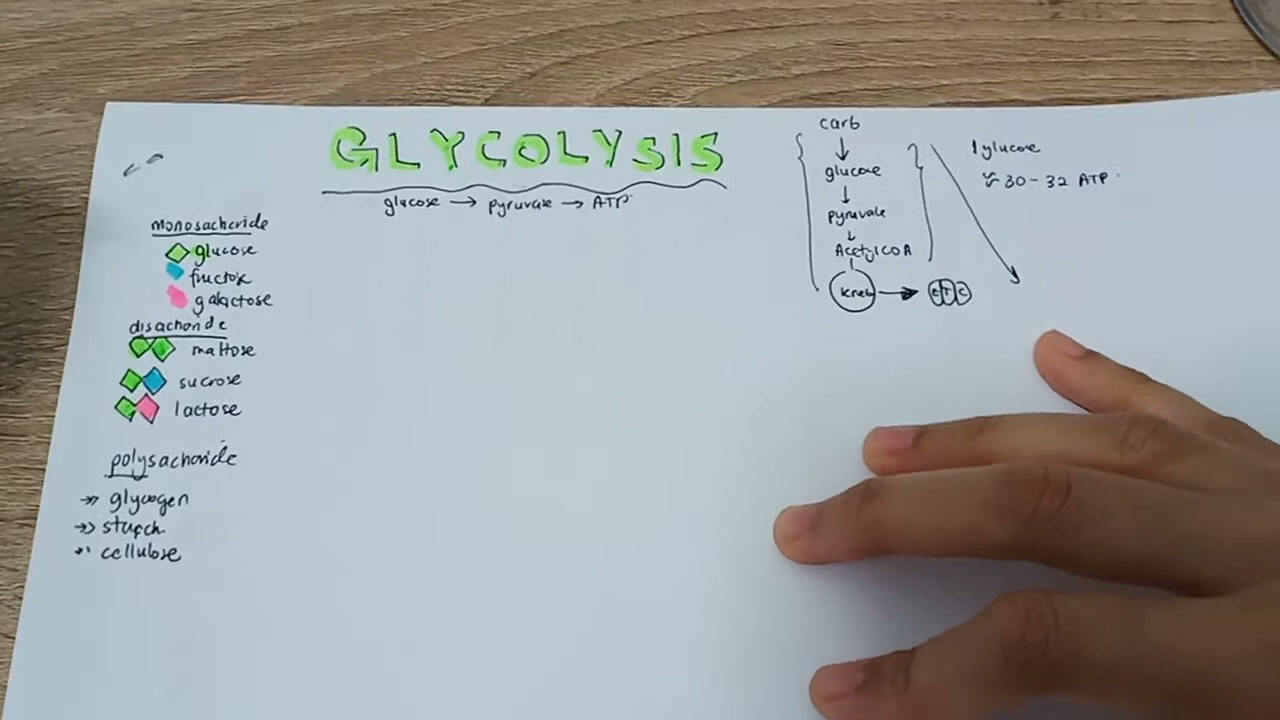 GLYCOLYSIS
glucose → pyruvate → ATP
monosacharide
glucose
fructose
galactose
disacharide
maltose
sucrose
lactose
polysacharide
glycogen
starch
cellulose
carb
glucose
pyruvate
Acetyl COA
Kreb → ETC
1 glucose
≈ 30-32 ATP